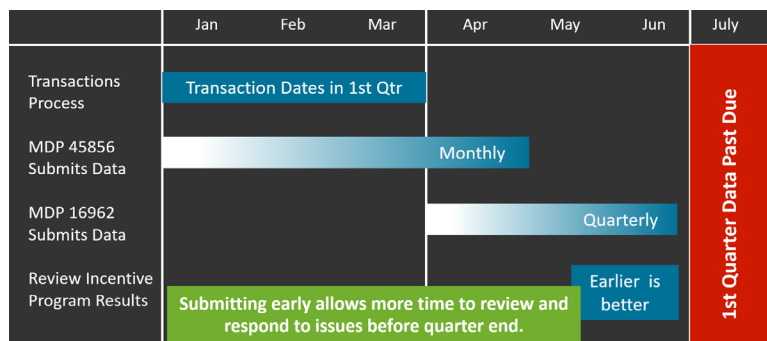 Jan Feb Mar Apr May Jun July
Transactions
Process
Transaction Dates in 1st Qtr
MDP 45856
Submits Data
Monthly
MDP 16962
Submits Data
Quarterly
Review Incentive
Program Results
Earlier is
better
Submitting early allows more time to review and
respond to issues before quarter end.
1st Quarter Data Past Due